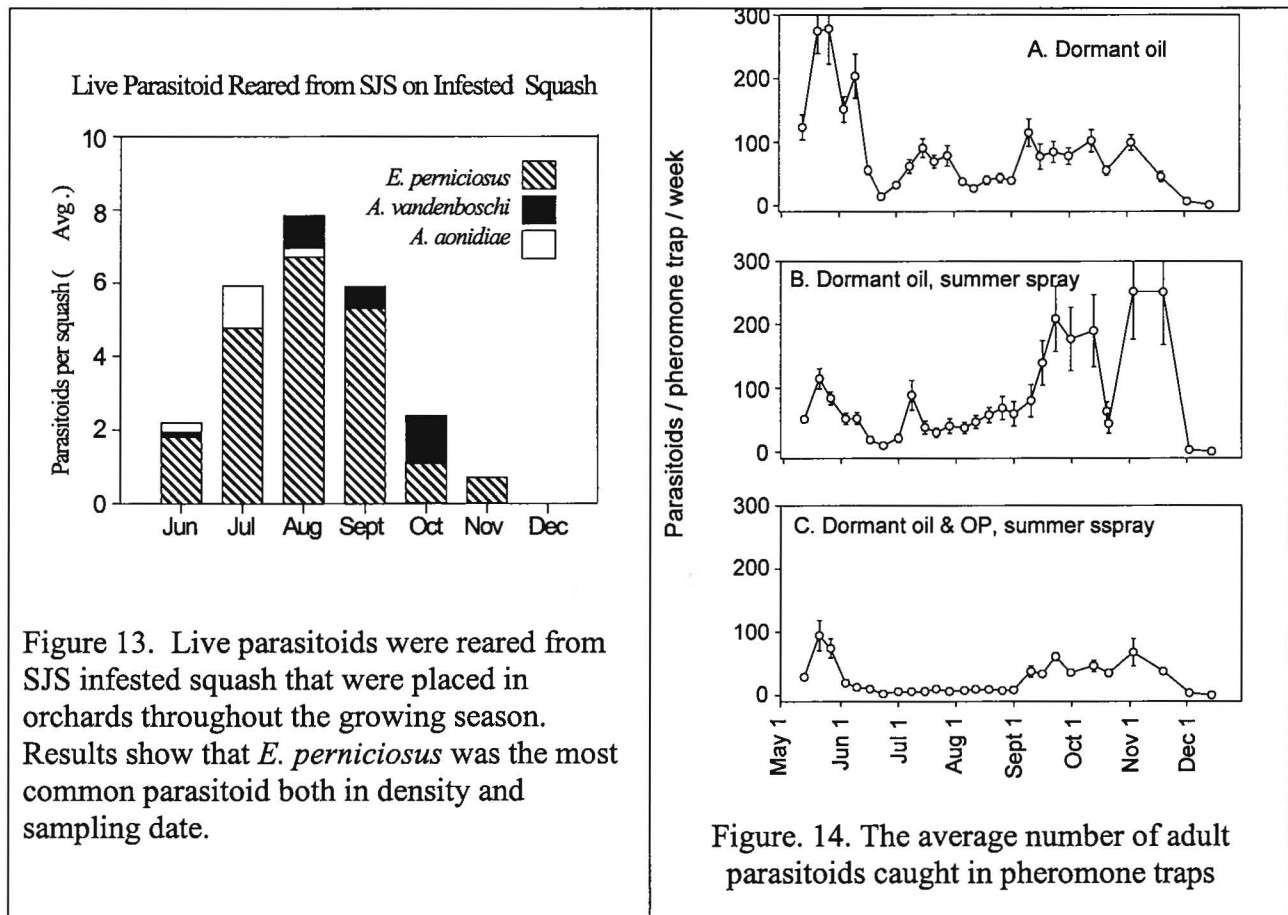 Live Parasitoid Reared from SJS on Infested Squash
Parasitoids per squash ( Avg.)
10
8
6
4
2
0
E. perniciosus
A. vandenboschi
A. aonidiae
Jun Jul Aug Sept Oct Nov Dec
Figure 13. Live parasitoids were reared from
SJS infested squash that were placed in
orchards throughout the growing season.
Results show that E. perniciosus was the most
common parasitoid both in density and
sampling date.
Parasitoids / pheromone trap / week
300
200
100
0
A. Dormant oil
300
200
100
0
B. Dormant oil, summer spray
300
200
100
0
C. Dormant oil & OP, summer sspray
May 1 Jun 1 Jul 1 Aug 1 Sept 1 Oct 1 Nov 1 Dec 1
Figure. 14. The average number of adult
parasitoids caught in pheromone traps